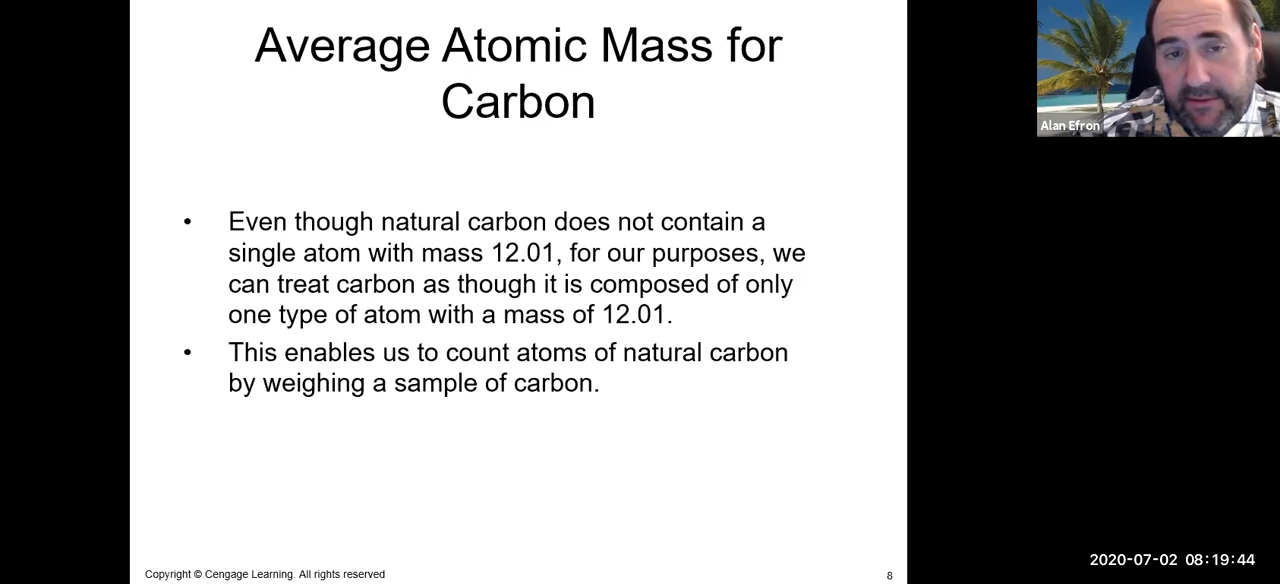 Average Atomic Mass for
Carbon
Alan Efron
• Even though natural carbon does not contain a
single atom with mass 12.01, for our purposes, we
can treat carbon as though it is composed of only
one type of atom with a mass of 12.01.
• This enables us to count atoms of natural carbon
by weighing a sample of carbon.
2020-07-02 08:19:44
Copyright © Cengage Learning. All rights reserved
8